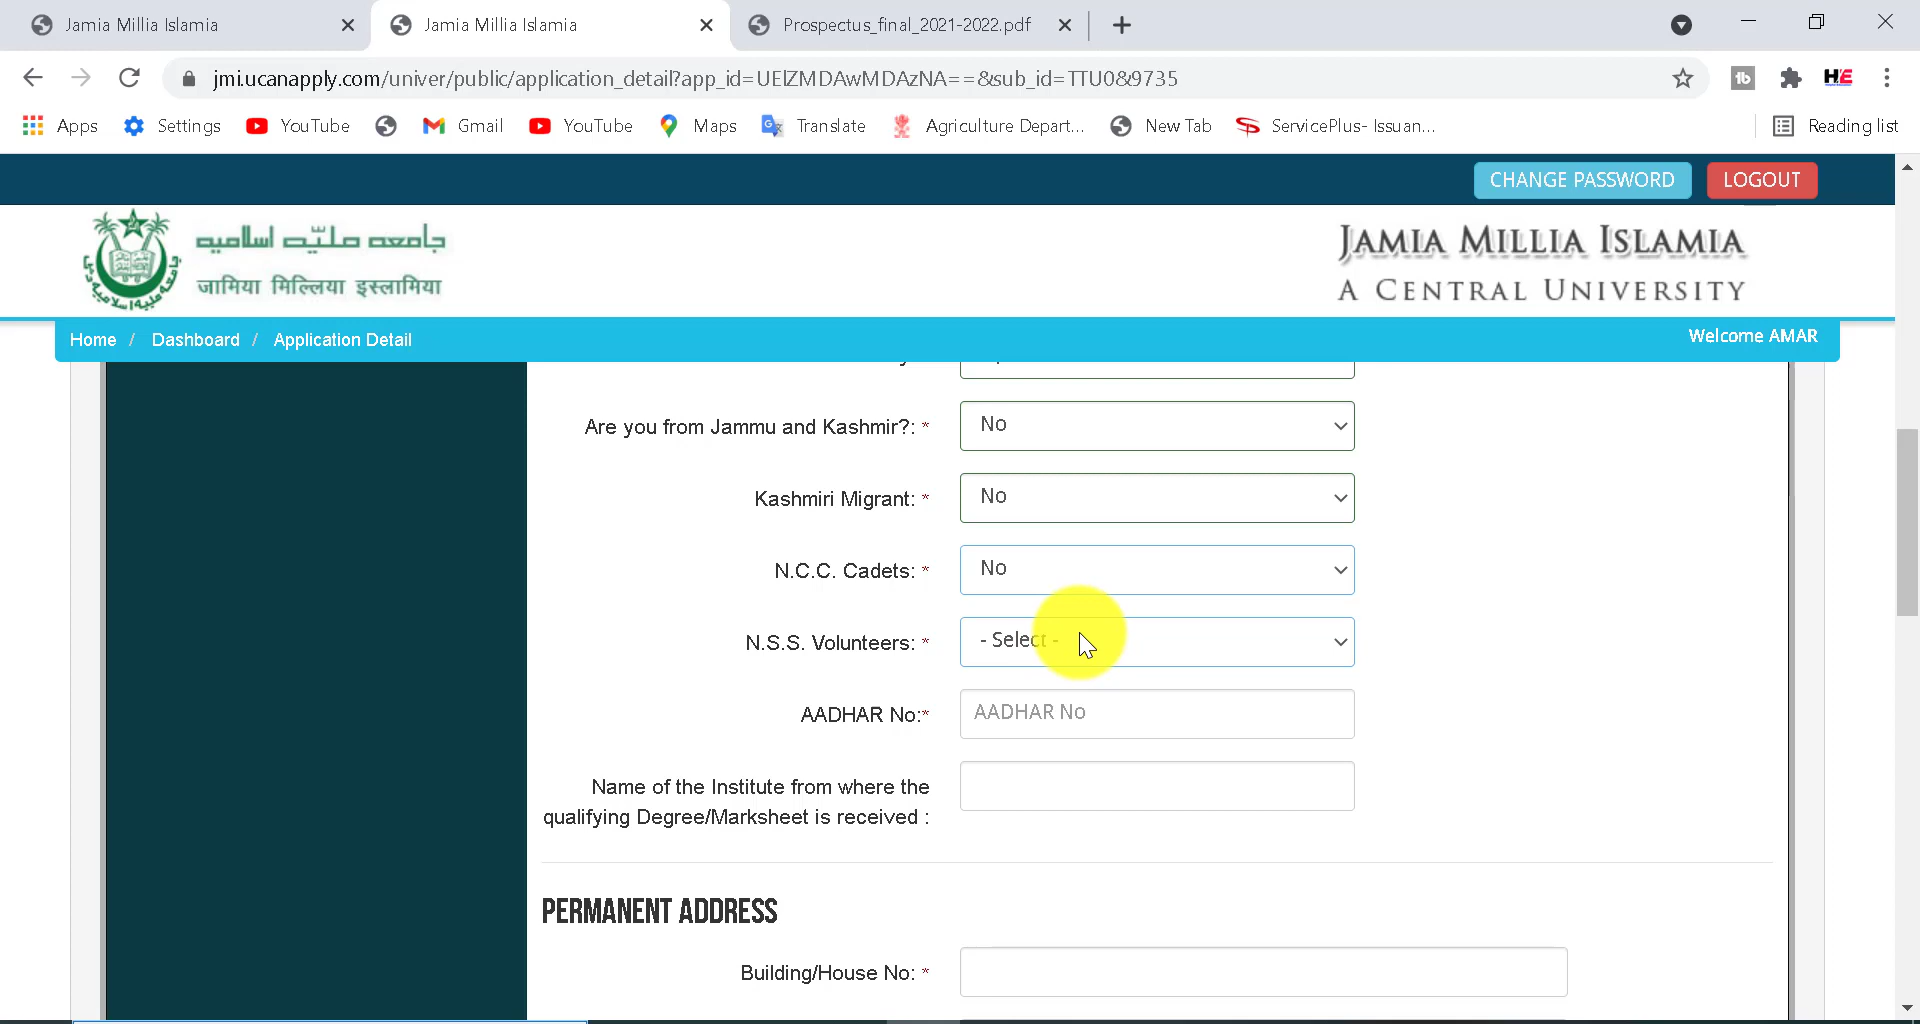 Jamia Millia Islamia
Jamia Millia Islamia
Prospectus_final_2021-2022.pdf
jmi.ucanapply.com/univer/public/application_detail?app_id=UElZMDAwMDAzNA==&sub_id=TTU0&9735
Apps Settings YouTube Gmail YouTube Maps Translate Agriculture Depart... New Tab ServicePlus- Issuan... Reading list
CHANGE PASSWORD LOGOUT
جامعہ ملیہ اسلامیہ
जामिया मिल्लिया इस्लामिया
JAMIA MILLIA ISLAMIA
A CENTRAL UNIVERSITY
Home / Dashboard / Application Detail
Welcome AMAR
Are you from Jammu and Kashmir?: * No
Kashmiri Migrant: * No
N.C.C. Cadets: * No
N.S.S. Volunteers: * - Select -
AADHAR No:* AADHAR No
Name of the Institute from where the
qualifying Degree/Marksheet is received :
PERMANENT ADDRESS
Building/House No: *